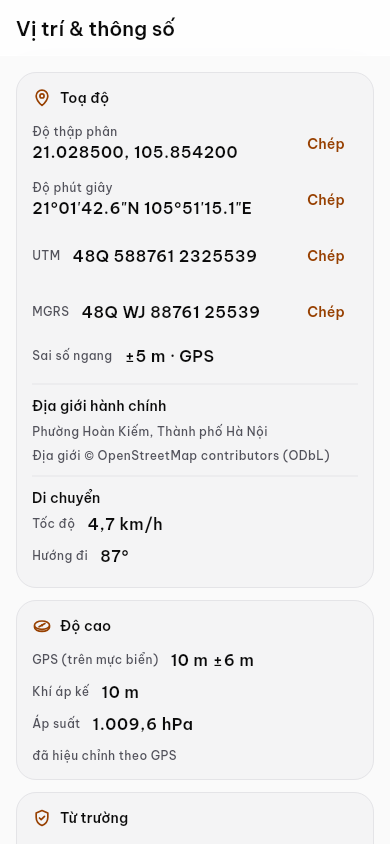 Vị trí & thông số
Toạ độ
Độ thập phân
21.028500, 105.854200
Chép
Độ phút giây
21°01'42.6"N 105°51'15.1"E
Chép
UTM 48Q 588761 2325539
Chép
MGRS 48Q WJ 88761 25539
Chép
Sai số ngang ±5 m · GPS
Địa giới hành chính
Phường Hoàn Kiếm, Thành phố Hà Nội
Địa giới © OpenStreetMap contributors (ODbL)
Di chuyển
Tốc độ 4,7 km/h
Hướng đi 87°
Độ cao
GPS (trên mực biển) 10 m ±6 m
Khí áp kế 10 m
Áp suất 1.009,6 hPa
đã hiệu chỉnh theo GPS
Từ trường